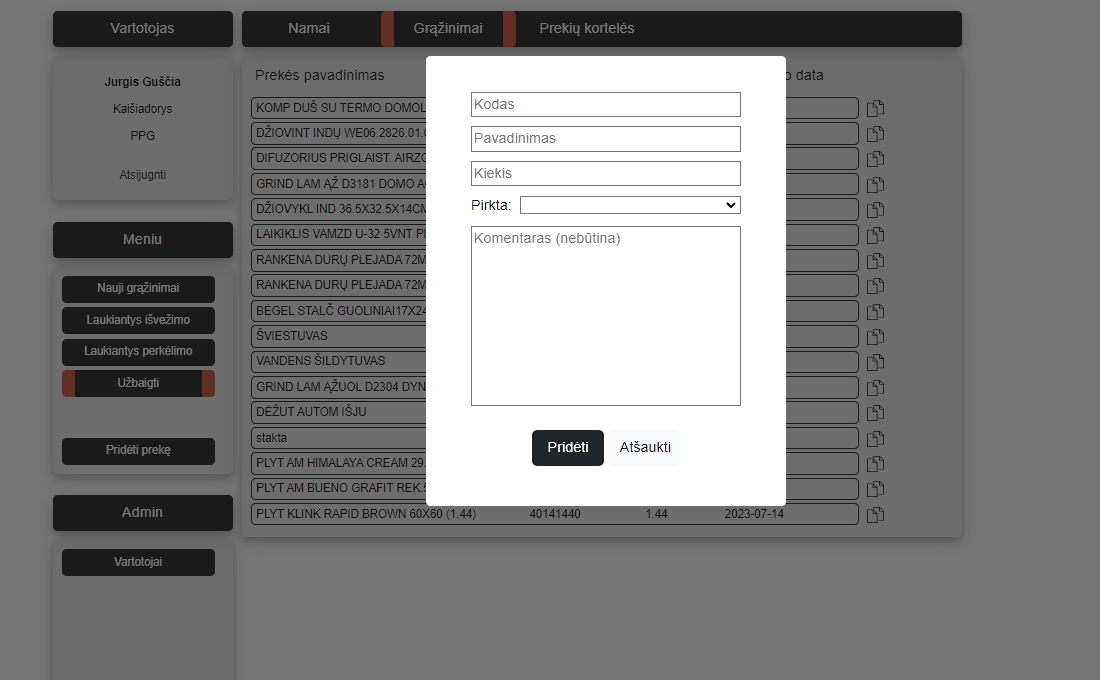 Vartotojas
Namai
Grąžinimai
Prekių kortelės
Jurgis Guščia
Kaišiadorys
PPG
Atsijugnti
Meniu
Nauji grąžinimai
Laukiantys išvežimo
Laukiantys perkėlimo
Užbaigti
Pridėti prekę
Admin
Vartotojai
Prekės pavadinimas
data
KOMP DUŠ SU TERMO DOMOL
DŽIOVINT INDŲ WE06.2826.01.
DIFUZORIUS PRIGLAIST. AIRZO
GRIND LAM ĄŽ D3181 DOMO
DŽIOVYKL IND 36.5X32.5X14CM
LAIKIKLIS VAMZD U-32 5VNT
RANKENA DURŲ PLEJADA 72M
RANKENA DURŲ PLEJADA 72M
BĖGEL STALČ GUOLINIAI17X24
ŠVIESTUVAS
VANDENS ŠILDYTUVAS
GRIND LAM ĄŽUOL D2304 DYN
DĖŽUT AUTOM IŠJU
stakta
PLYT AM HIMALAYA CREAM 29.
PLYT AM BUENO GRAFIT REK.
PLYT KLINK RAPID BROWN 60X60 (1.44) 40141440 1.44 2023-07-14
Kodas
Pavadinimas
Kiekis
Pirkta:
Komentaras (nebūtina)
Pridėti
Atšaukti